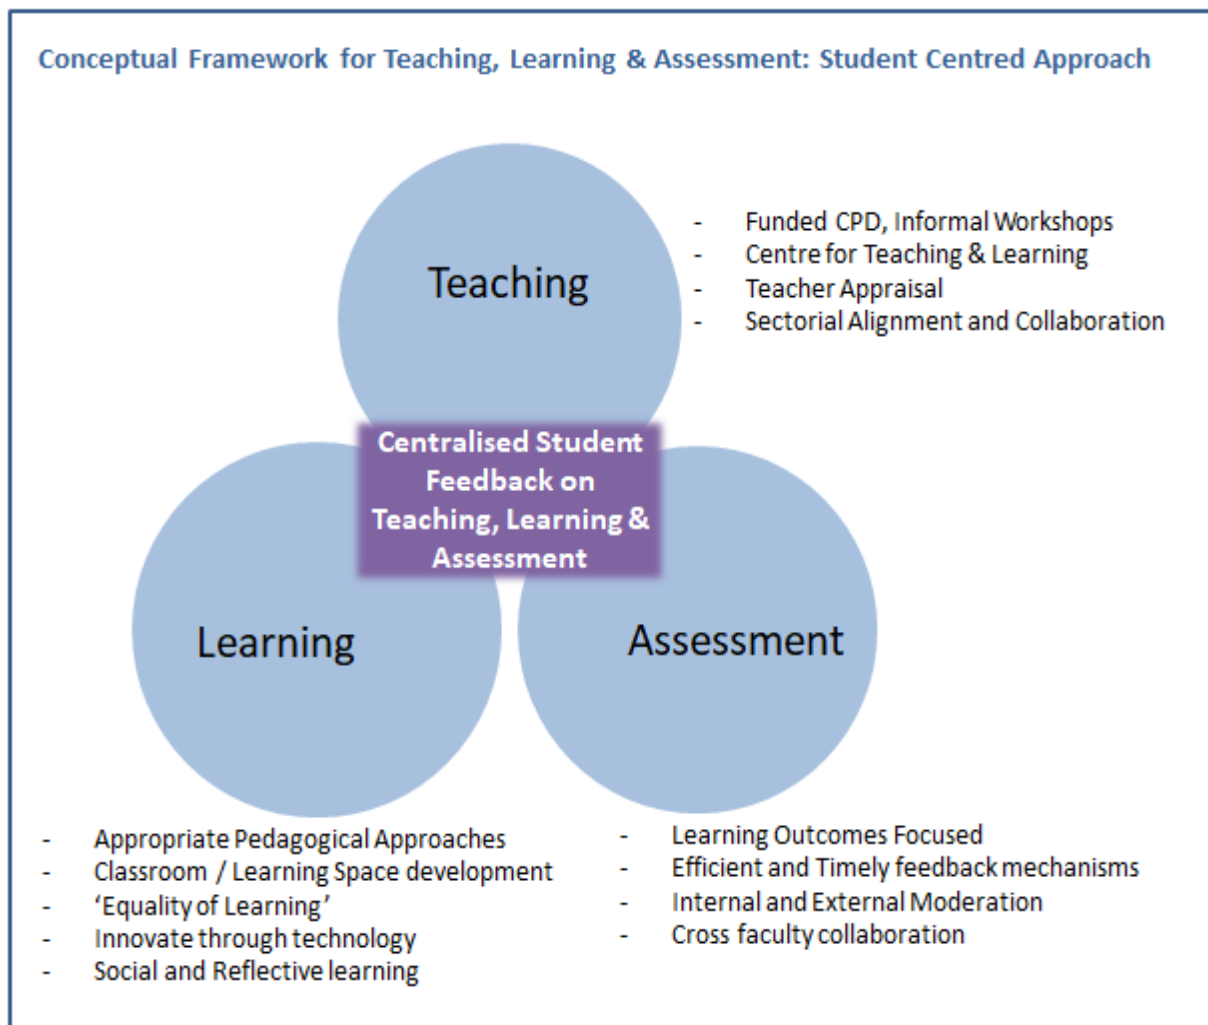 Conceptual Framework for Teaching, Learning & Assessment: Student Centred Approach
Teaching
- Funded CPD, Informal Workshops
- Centre for Teaching & Learning
- Teacher Appraisal
- Sectorial Alignment and Collaboration
Centralised Student
Feedback on
Teaching, Learning &
Assessment
Learning
Assessment
- Appropriate Pedagogical Approaches
- Classroom / Learning Space development
- ‘Equality of Learning’
- Innovate through technology
- Social and Reflective learning
- Learning Outcomes Focused
- Efficient and Timely feedback mechanisms
- Internal and External Moderation
- Cross faculty collaboration